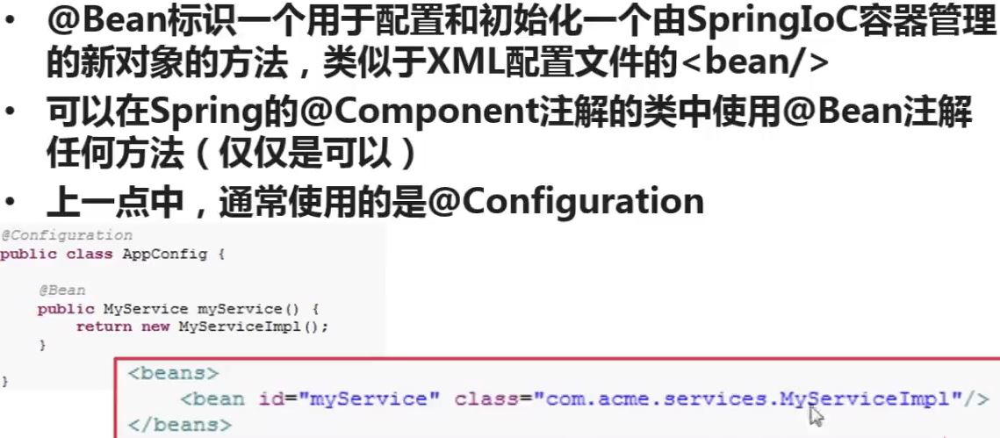 • @Bean标识一个用于配置和初始化一个由SpringIoC容器管理
的新对象的方法，类似于XML配置文件的<bean/>
• 可以在Spring的@Component注解的类中使用@Bean注解
任何方法（仅仅是可以）
• 上一点中，通常使用的是@Configuration
@Configuration
public class AppConfig {
@Bean
public MyService myService() {
return new MyServiceImpl();
}
}
<beans>
<bean id="myService" class="com.acme.services.MyServiceImpl"/>
</beans>